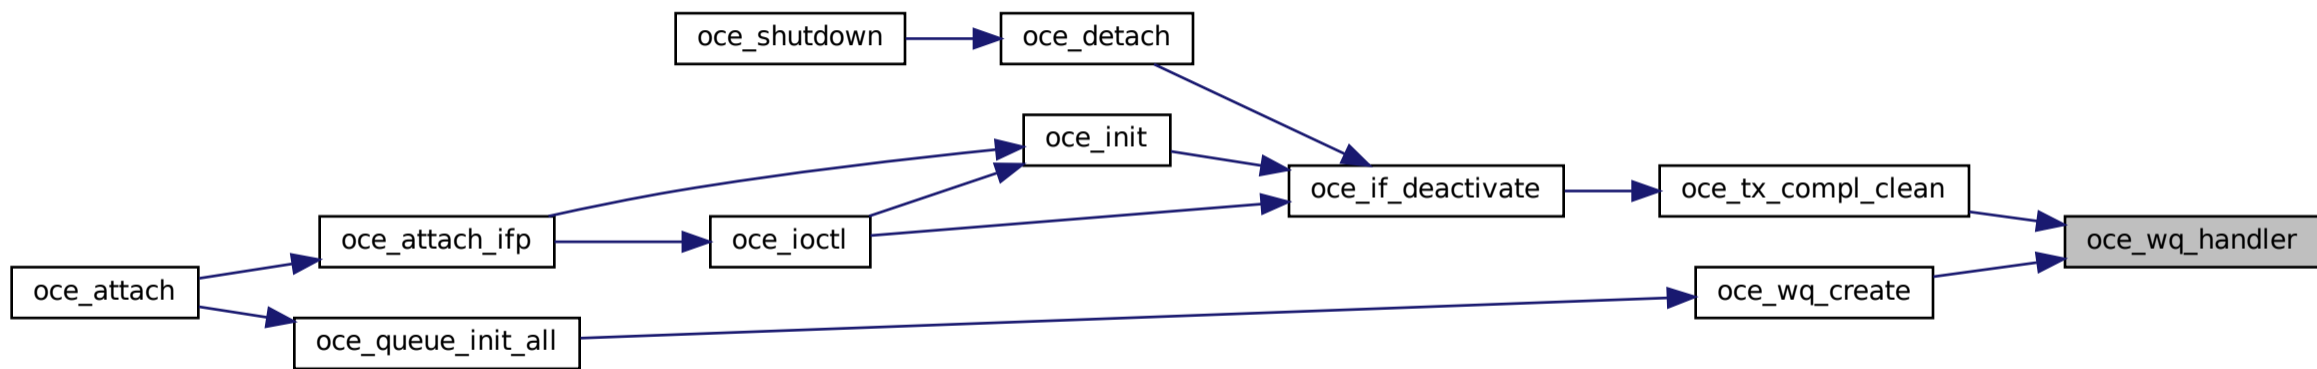 oce_shutdown
oce_detach
oce_init
oce_if_deactivate
oce_tx_compl_clean
oce_attach_ifp
oce_ioctl
oce_wq_handler
oce_attach
oce_wq_create
oce_queue_init_all